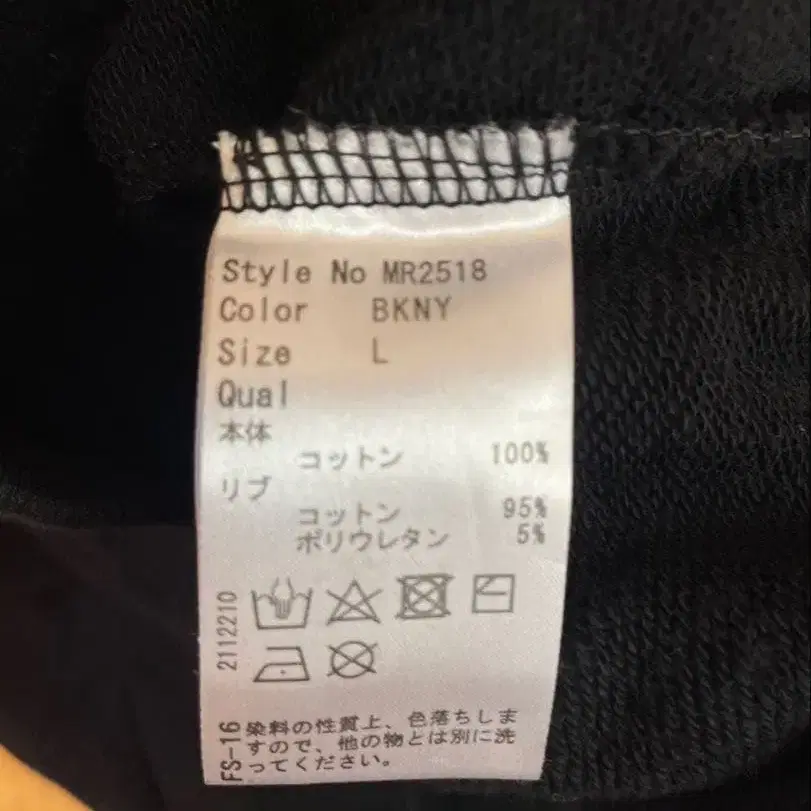 Style No MR2518
Color BKNY
Size L
Qual
本体
コットン 100%
リブ
コットン 95%
ポリウレタン 5%
2112210
FS-16
染料の性質上、色落ちしま
すので、他の物とは別に洗
ってください。